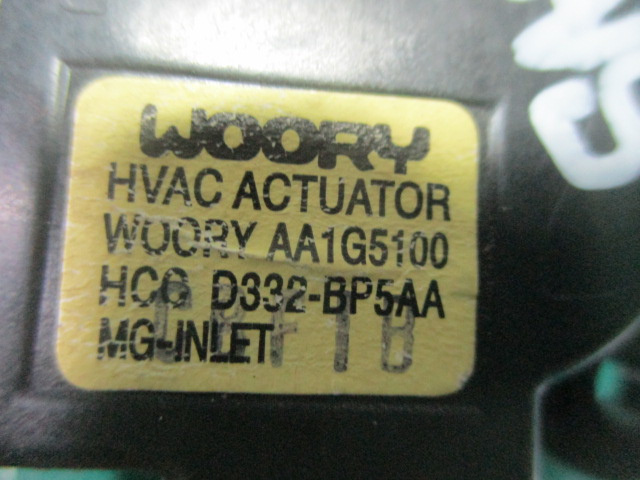 WOORY
HVAC ACTUATOR
WOORY AA1G5100
HCG D332-BP5AA
MG-INLET